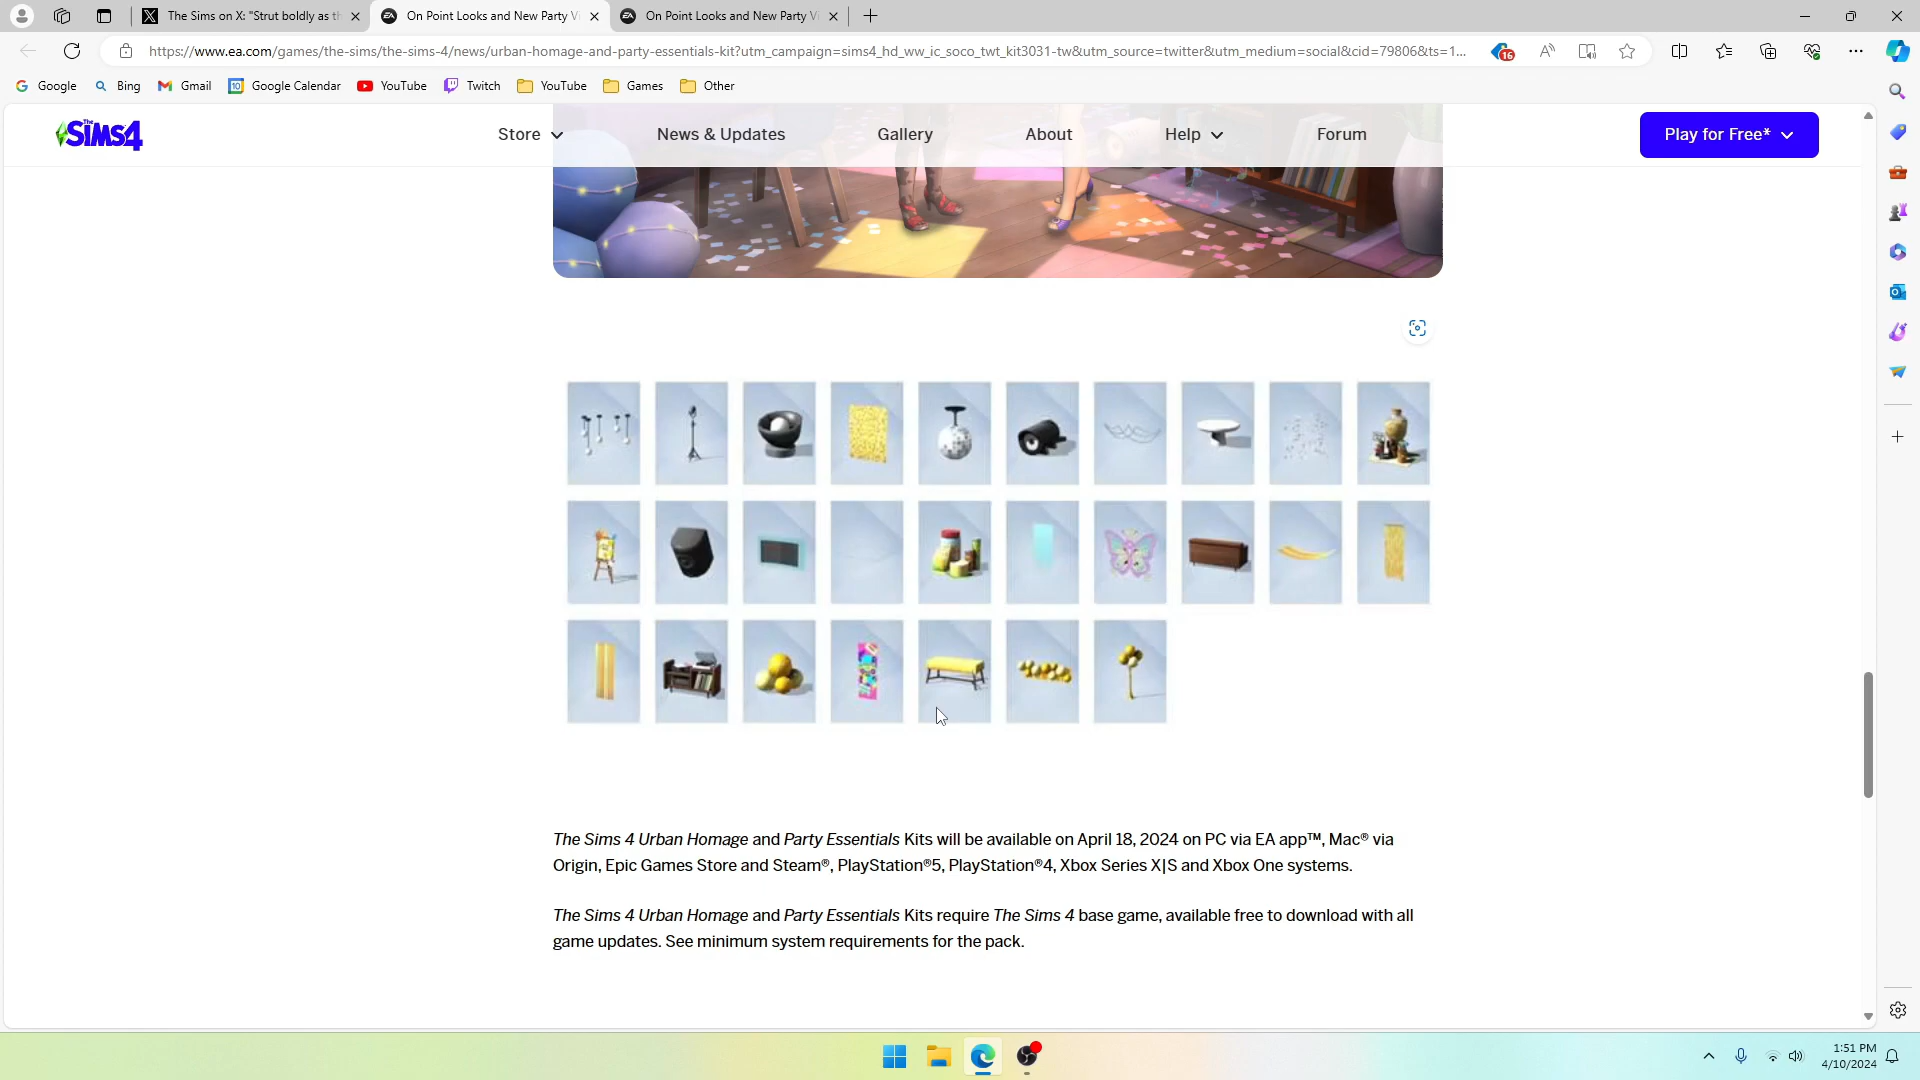 The Sims on X: "Strut boldly as th
On Point Looks and New Party Vi
On Point Looks and New Party Vi
https://www.ea.com/games/the-sims/the-sims-4/news/urban-homage-and-party-essentials-kit?utm_campaign=sims4_hd_ww_ic_soco_twt_kit3031-tw&utm_source=twitter&utm_medium=social&cid=79806&ts=1...
16
Google
Bing
Gmail
Google Calendar
YouTube
Twitch
YouTube
Games
Other
The SiMS4
Store
News & Updates
Gallery
About
Help
Forum
Play for Free*
The Sims 4 Urban Homage and Party Essentials Kits will be available on April 18, 2024 on PC via EA app™, Mac® via
Origin, Epic Games Store and Steam®, PlayStation®5, PlayStation®4, Xbox Series X|S and Xbox One systems.
The Sims 4 Urban Homage and Party Essentials Kits require The Sims 4 base game, available free to download with all
game updates. See minimum system requirements for the pack.
1:51 PM
4/10/2024